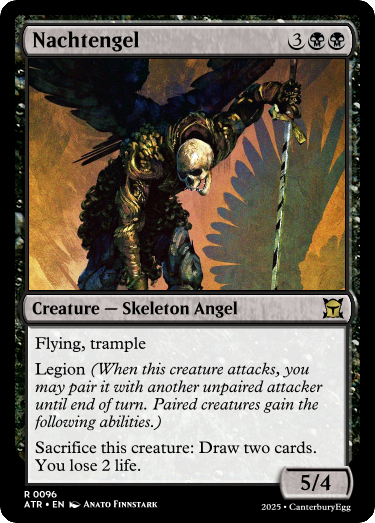 Nachtengel 3
Creature — Skeleton Angel
Flying, trample
Legion (When this creature attacks, you
may pair it with another unpaired attacker
until end of turn. Paired creatures gain the
following abilities.)
Sacrifice this creature: Draw two cards.
You lose 2 life.
5/4
R 0096
ATR • EN Anato Finnstark
2025 • CanterburyEgg